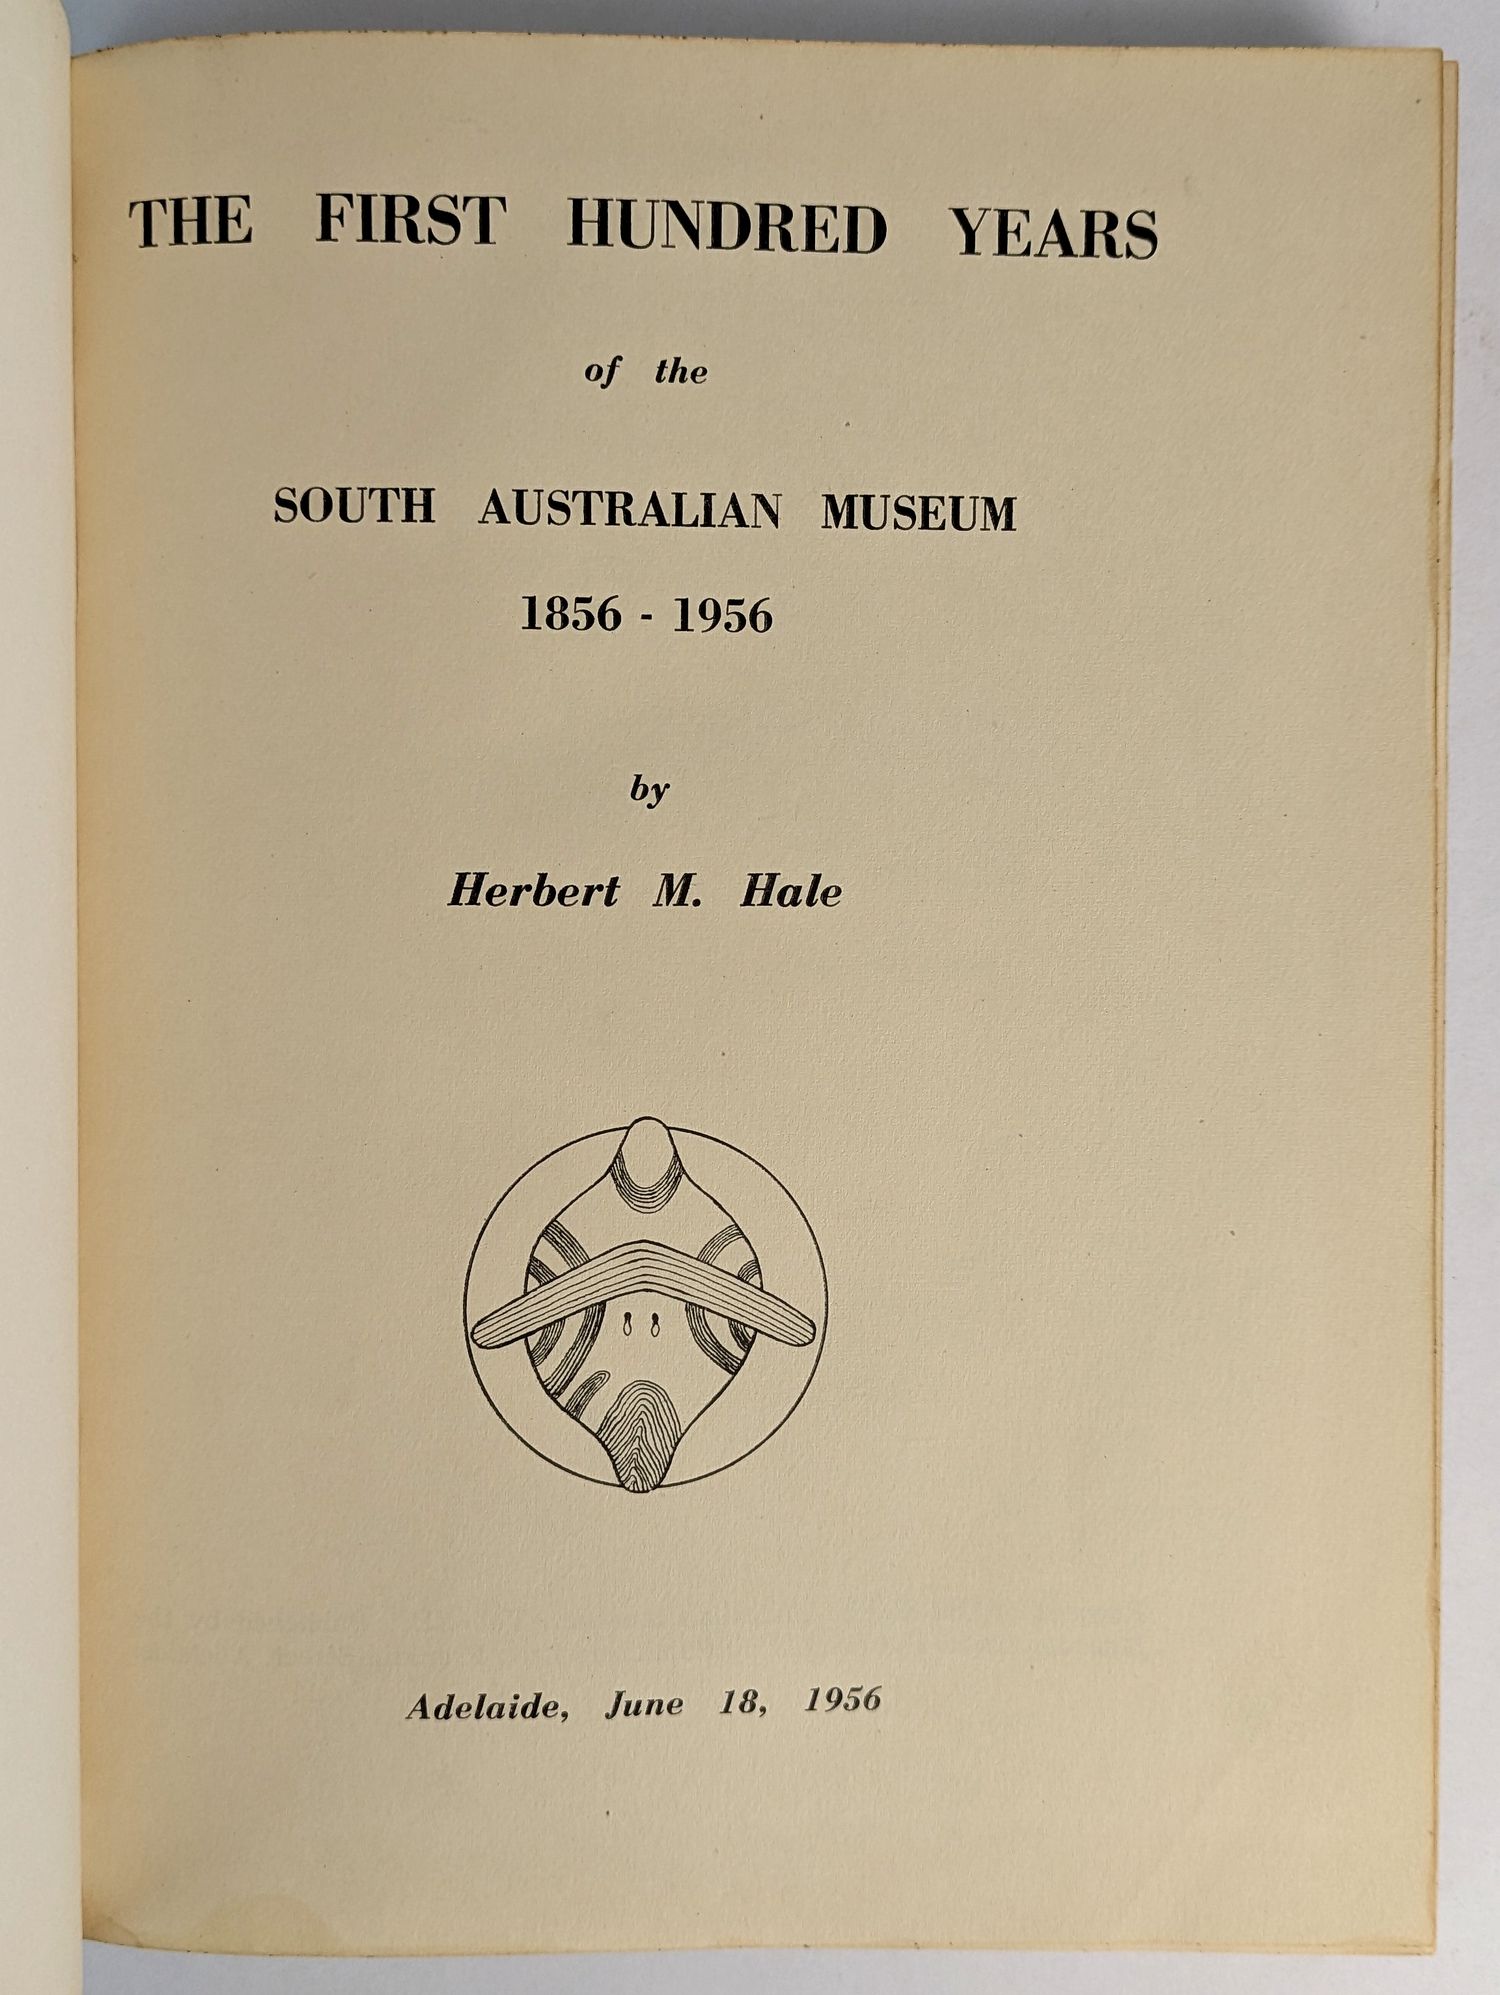 THE FIRST HUNDRED YEARS
of the
SOUTH AUSTRALIAN MUSEUM
1856 - 1956
by
Herbert M. Hale
Adelaide, June 18, 1956